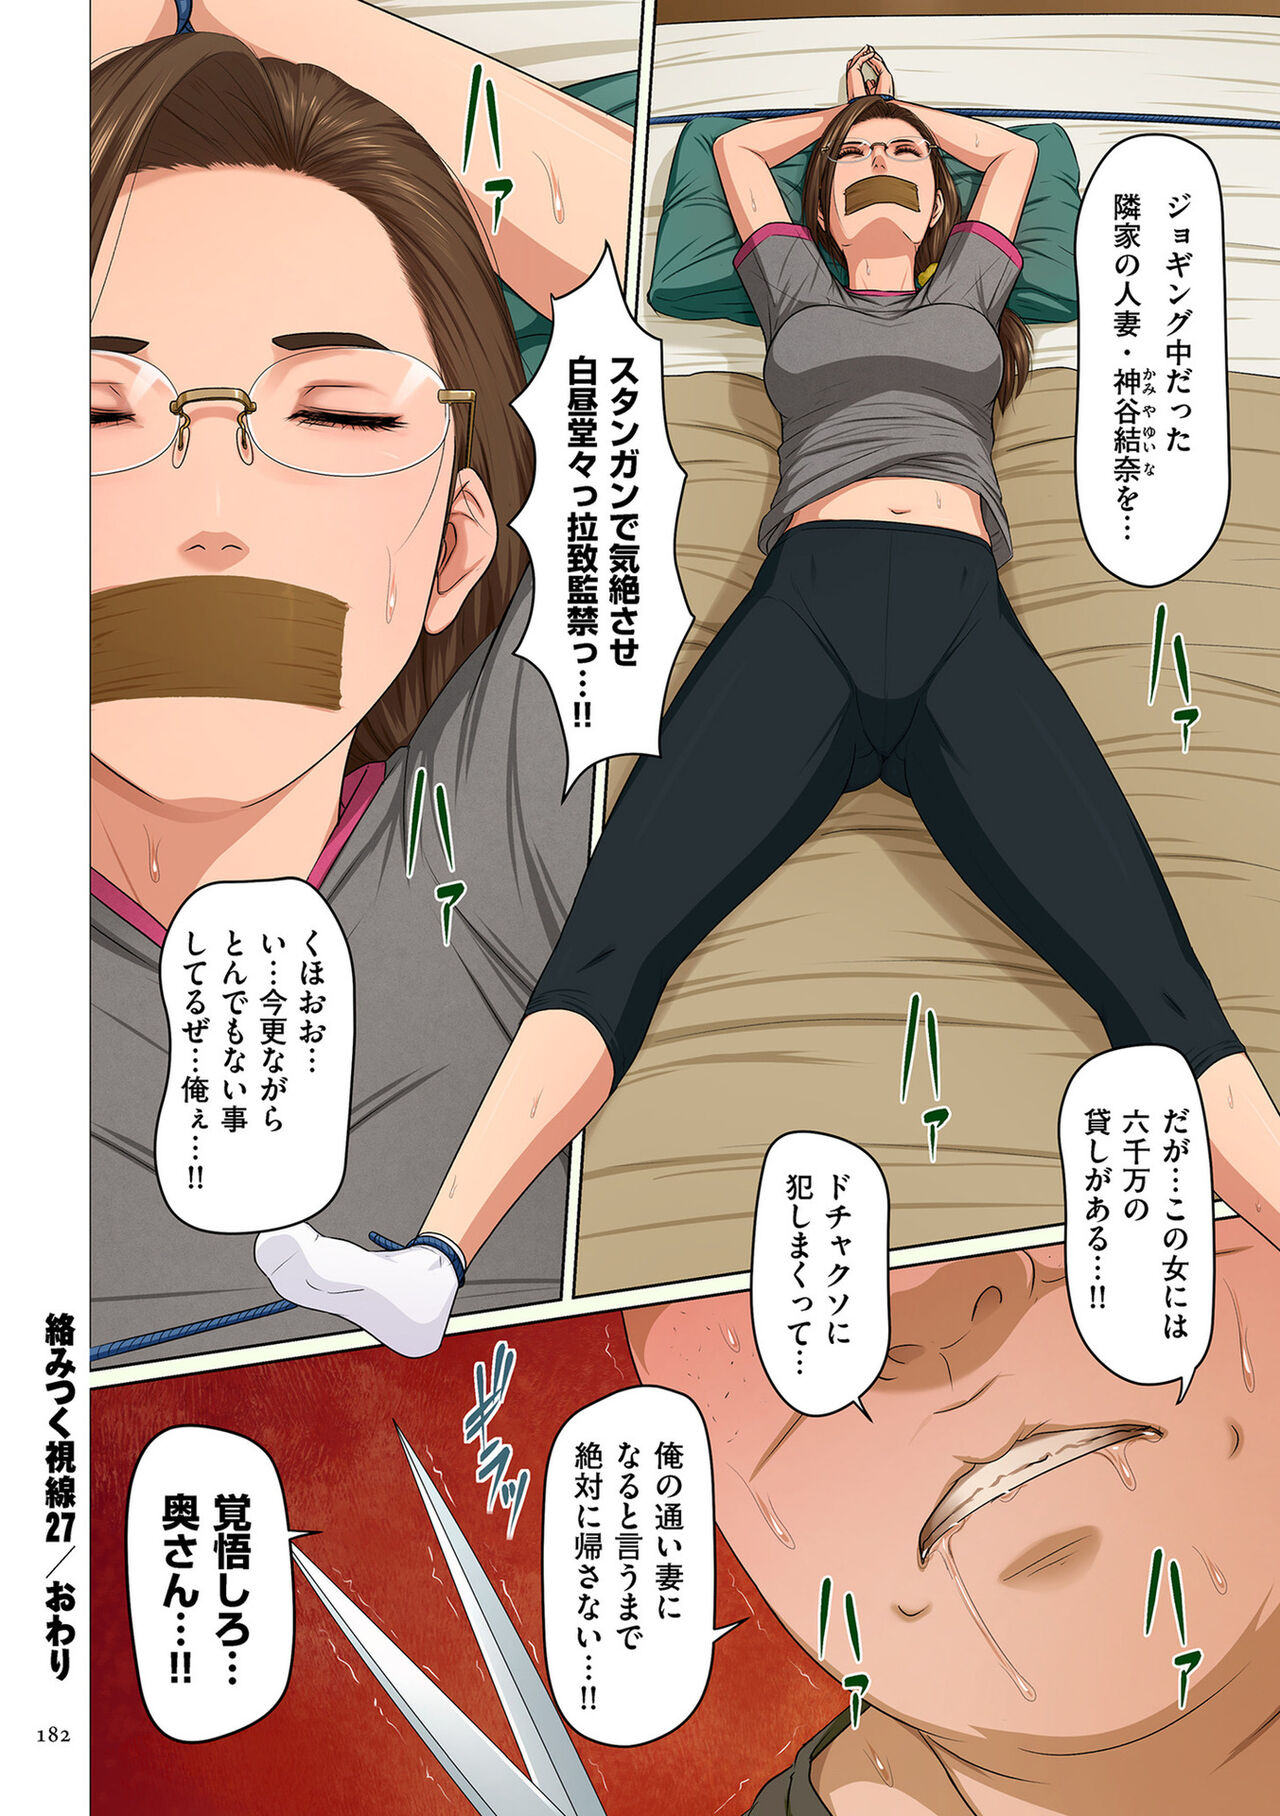 ジョギング中だった
隣家の人妻・神谷結奈を…
かみやゆいな
スタンガンで気絶させ
白昼堂々っ拉致監禁っ…!!
くほおお…
い…今更ながら
とんでもない事
してるぜ…俺ぇ…!!
だが…この女には
六千万の
貸しがある…!!
ドチャクソに
犯しまくって…
俺の通い妻に
なると言うまで
絶対に帰さない…!!
覚悟しろ…
奥さん…!!
ハァ
ハァ
ハァ
ハァ
ハァ
ハァ
ギラッ
絡みつく視線27／おわり
182